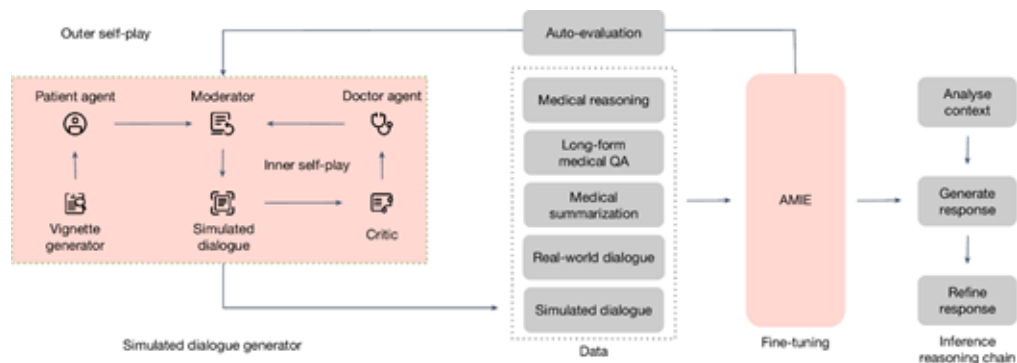 Outer self-play
Auto-evaluation
Patient agent
Moderator
Doctor agent
Inner self-play
Vignette
generator
Simulated
dialogue
Critic
Simulated dialogue generator
Medical reasoning
Long-form
medical QA
Medical
summarization
Real-world dialogue
Simulated dialogue
Data
AMIE
Fine-tuning
Analyse
context
Generate
response
Refine
response
Inference
reasoning chain